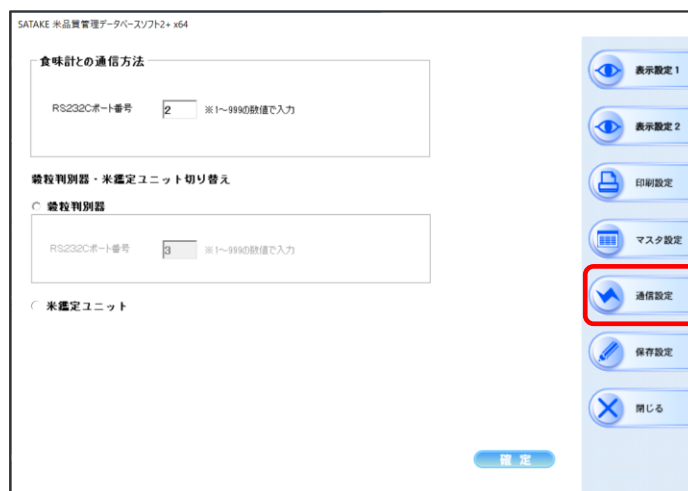 SATAKE 米品質管理データベースソフト2+ x64
食味計との通信方法
RS232Cポート番号 2 ※1～999の数値で入力
穀粒判別器・米鑑定ユニット切り替え
穀粒判別器
RS232Cポート番号 3 ※1～999の数値で入力
米鑑定ユニット
確定
表示設定1
表示設定2
印刷設定
マスタ設定
通信設定
保存設定
閉じる